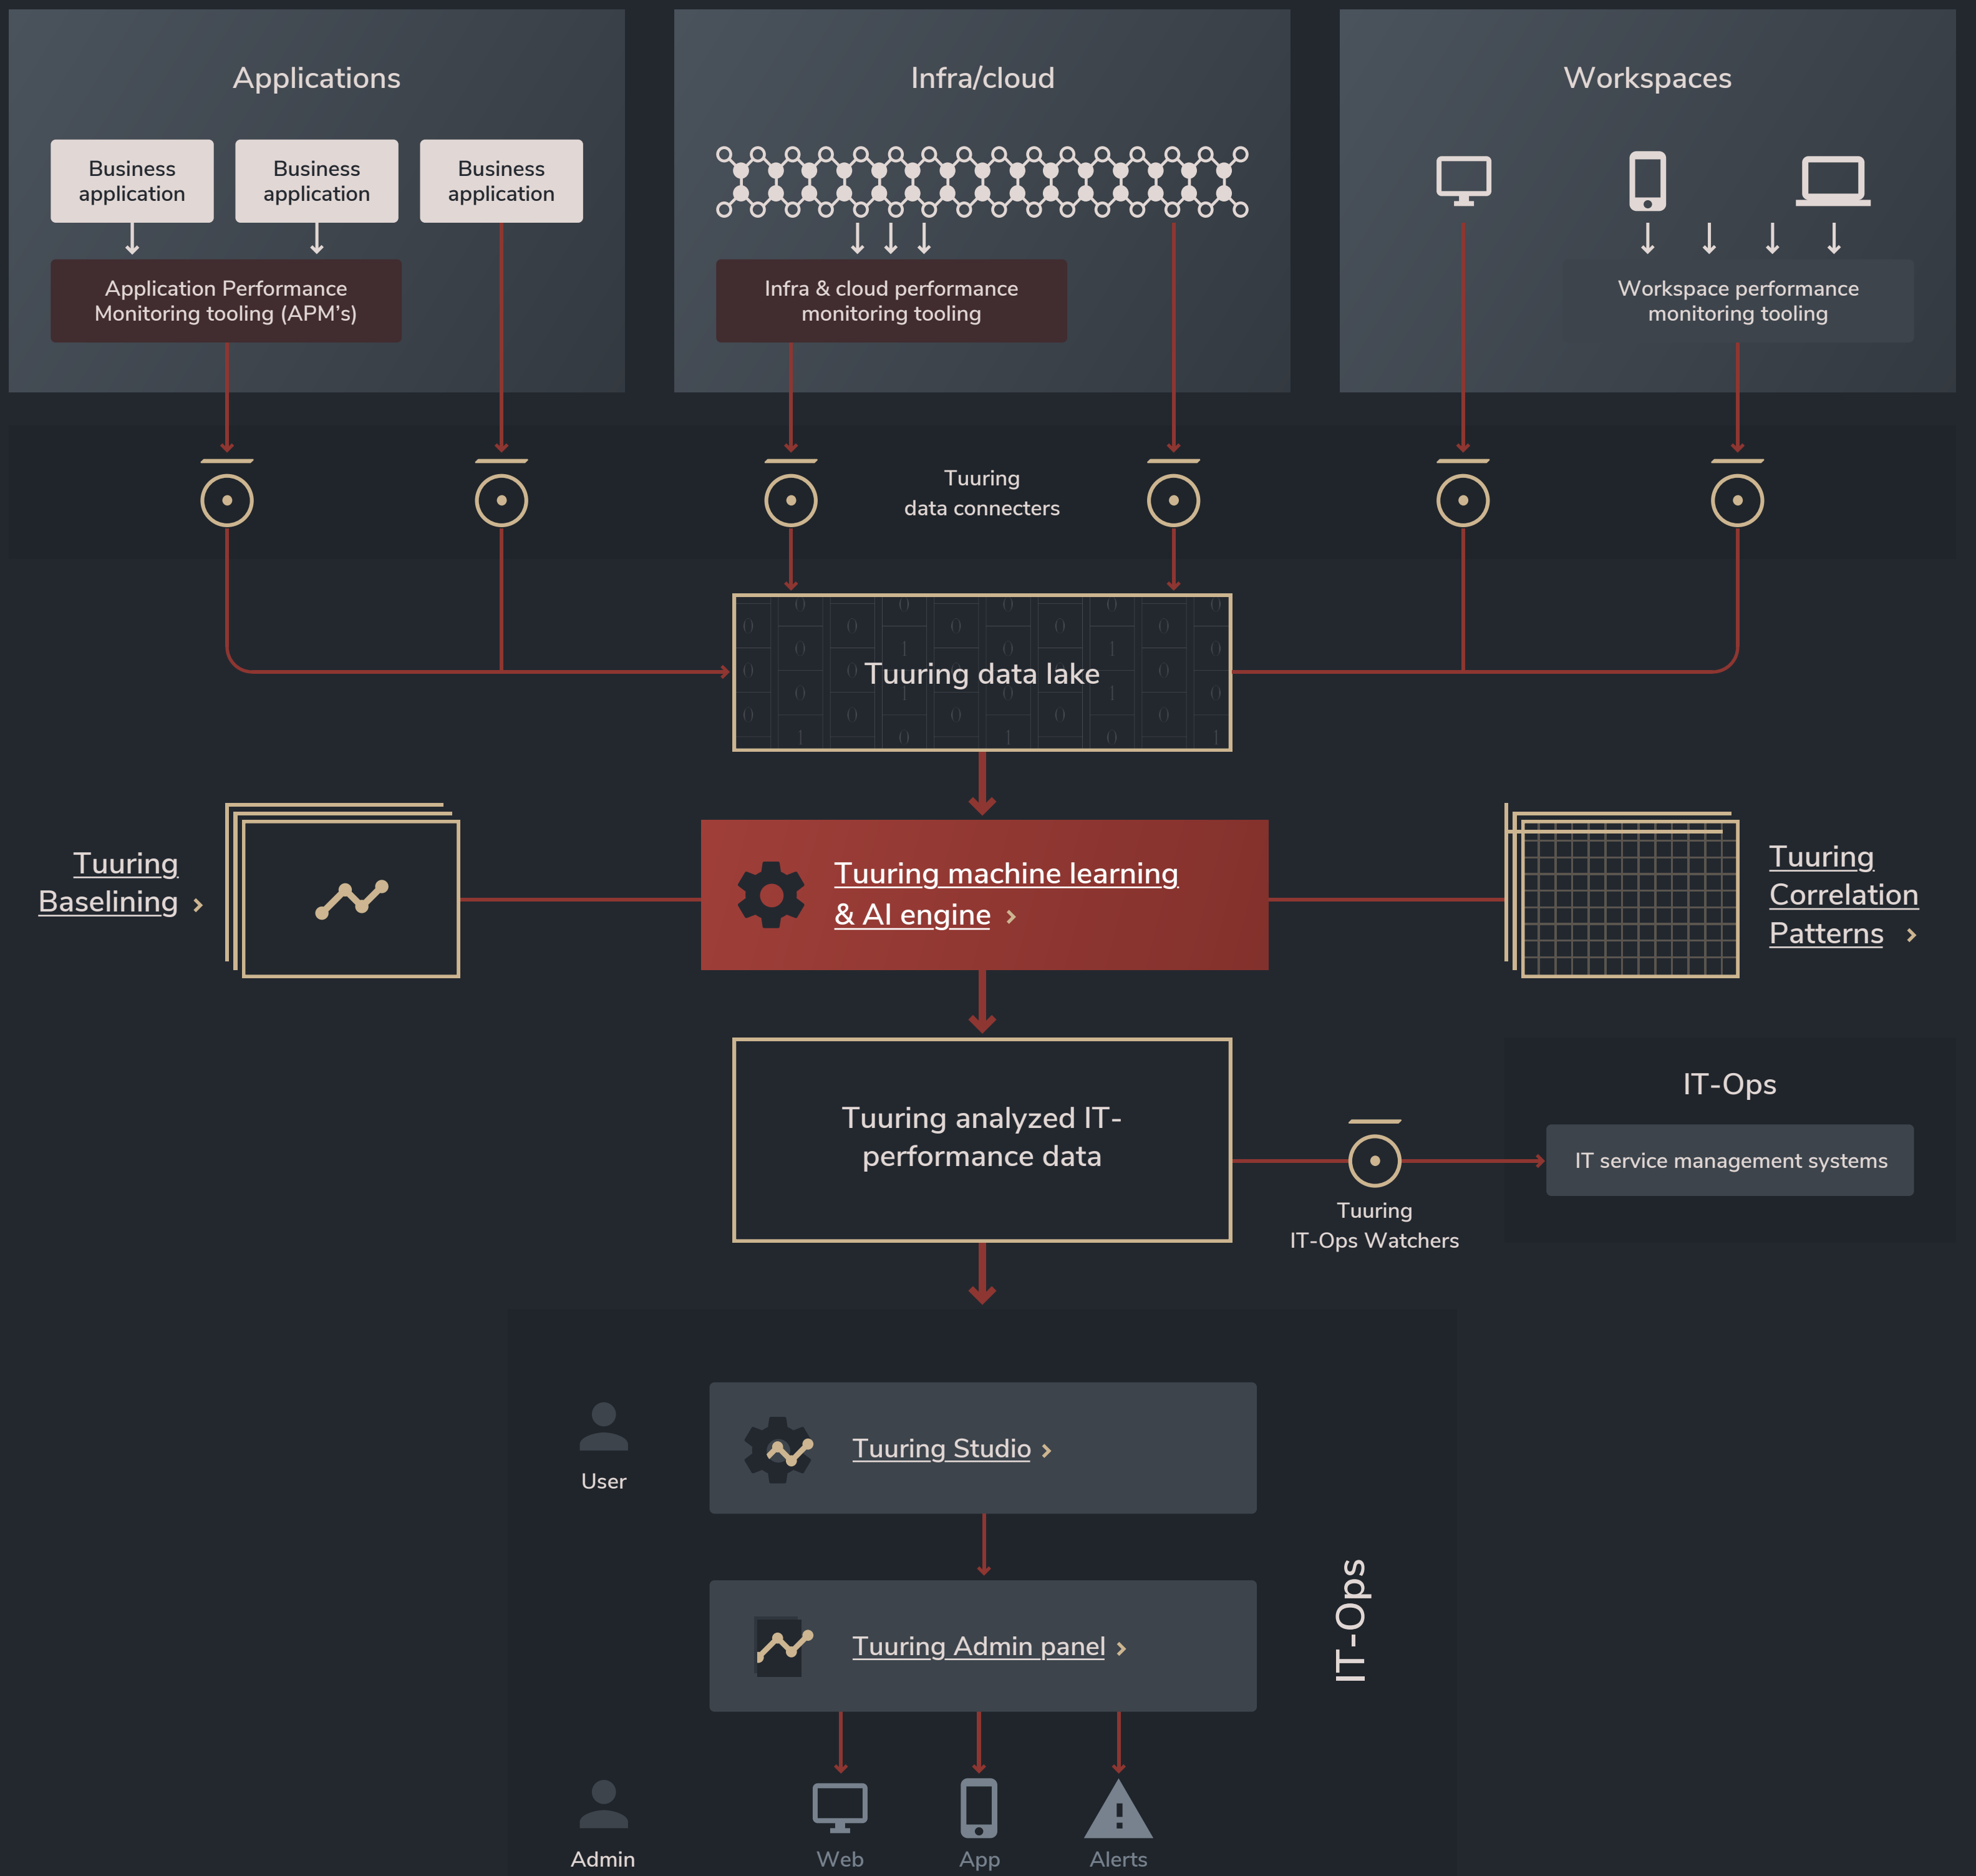 Applications
Infra/cloud
Workspaces
Business
application
Business
application
Business
application
Application Performance
Monitoring tooling (APM's)
Infra & cloud performance
monitoring tooling
Workspace performance
monitoring tooling
Tuuring
data connecters
Tuuring data lake
Tuuring
Baselining ›
Tuuring machine learning
& AI engine ›
Tuuring
Correlation
Patterns ›
Tuuring analyzed IT-
performance data
IT-Ops
IT service management systems
Tuuring
IT-Ops Watchers
User
Tuuring Studio ›
Tuuring Admin panel ›
IT-Ops
Admin
Web
App
Alerts